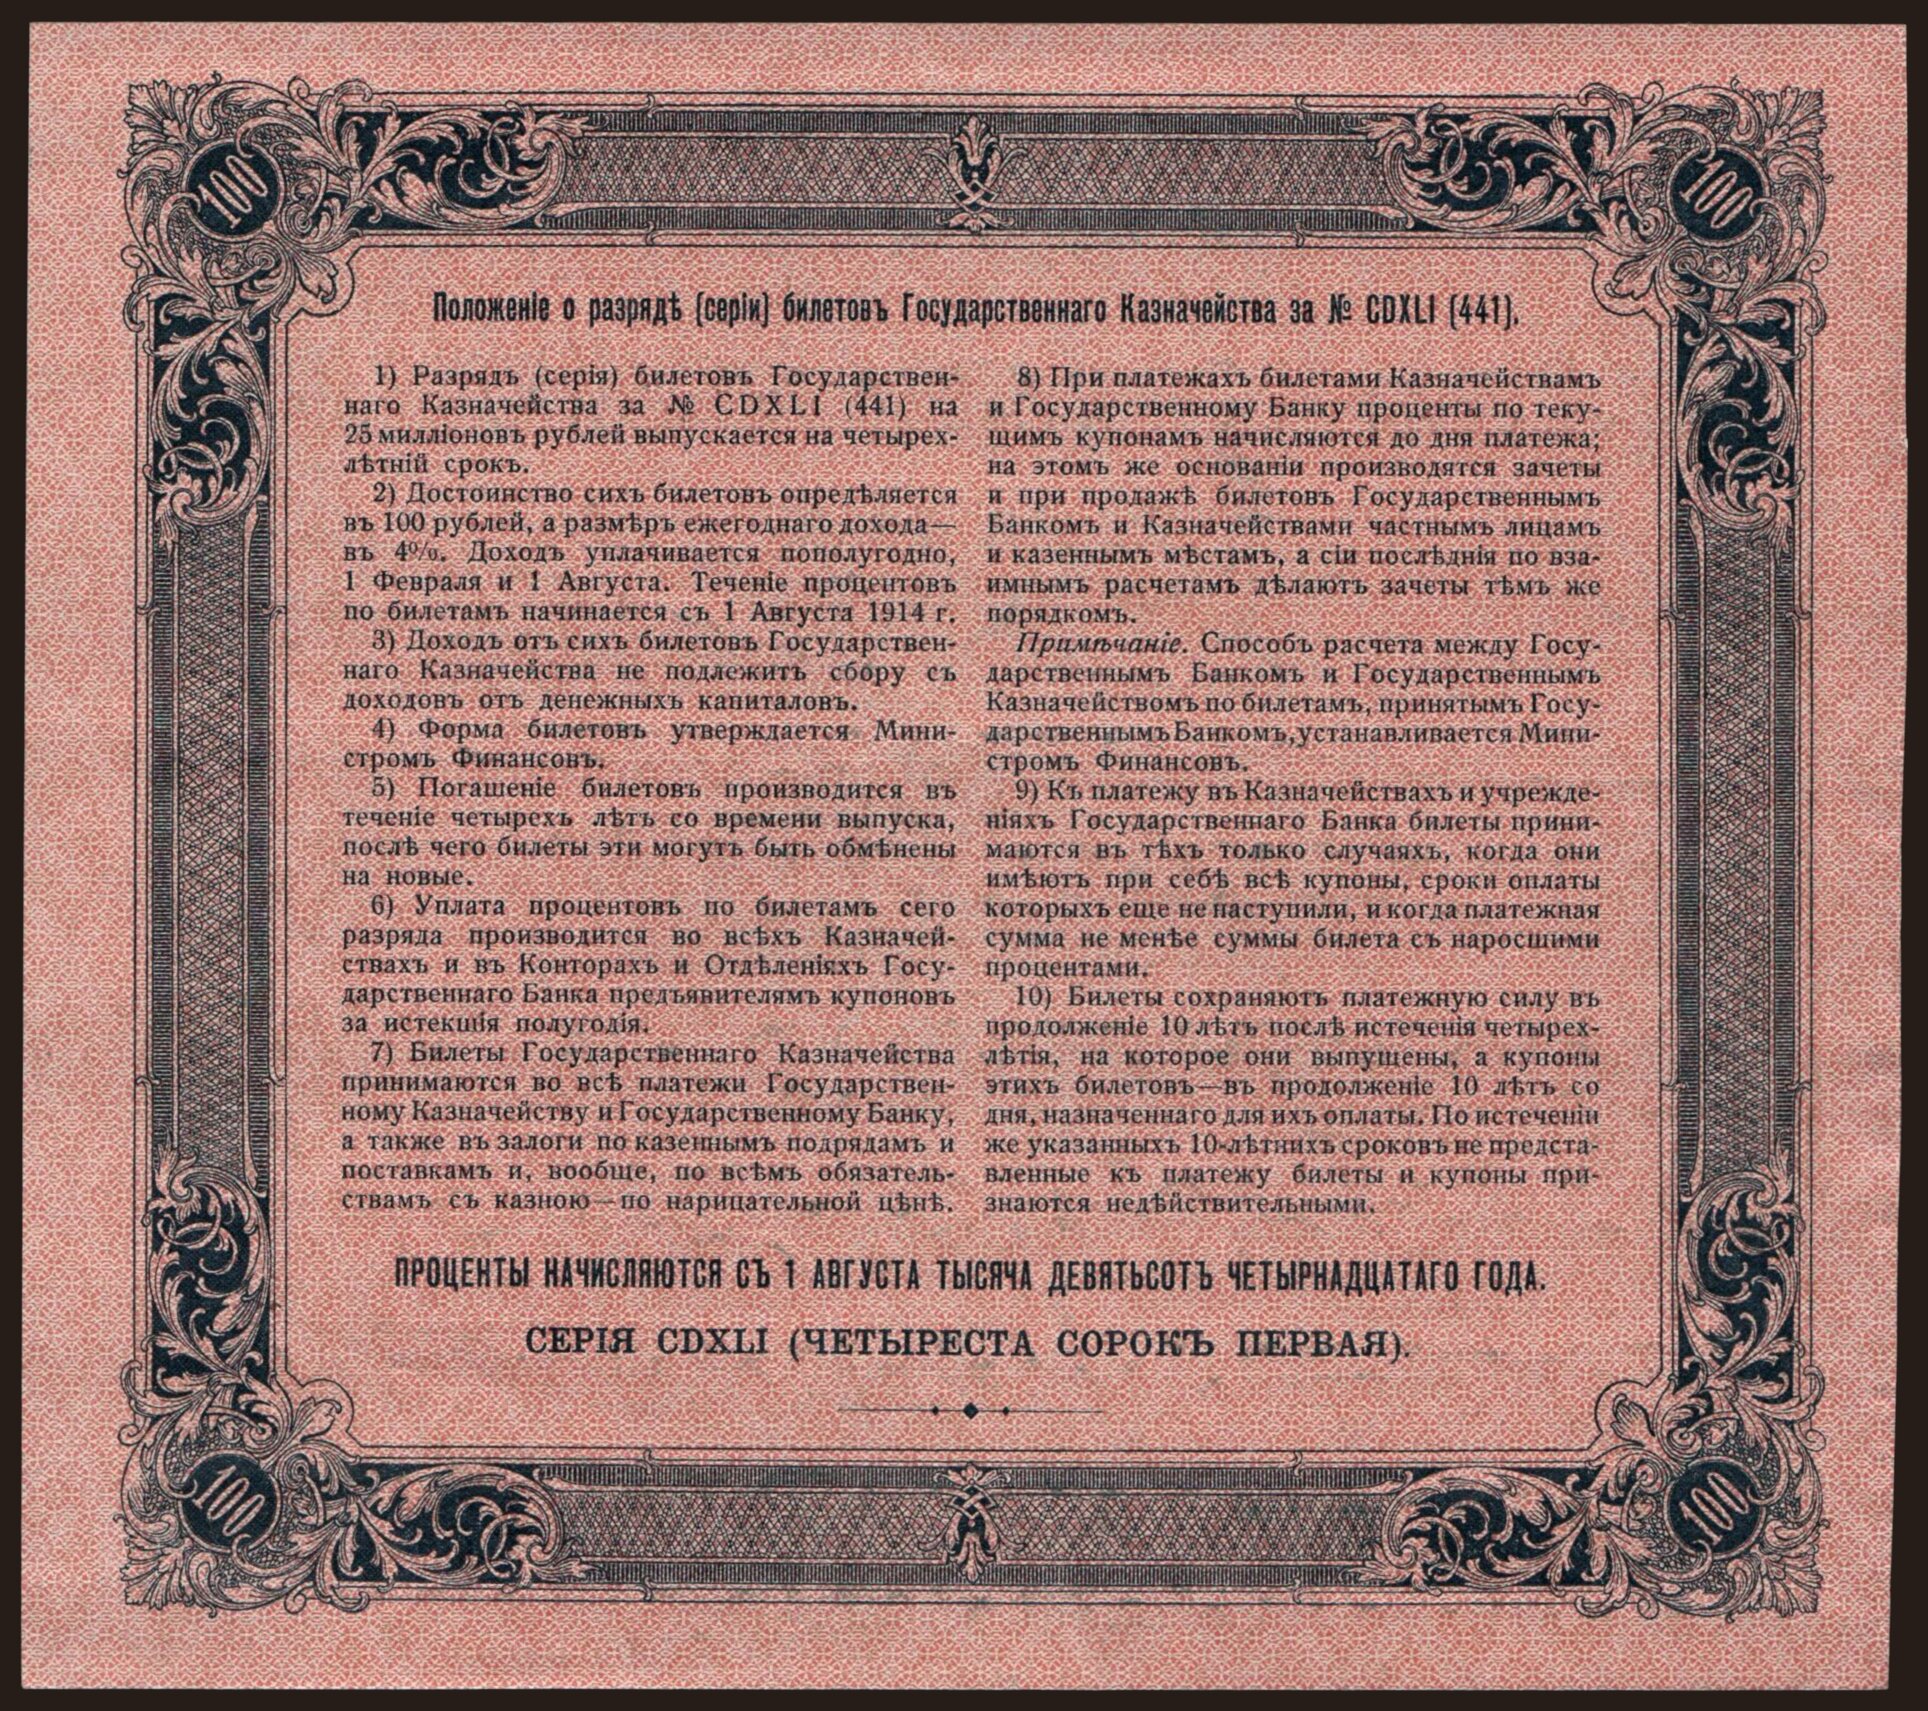 100
100
Положеніе о разрядѣ (серіи) билетовъ Государственнаго Казначейства за № CDXLI (441).
1) Разрядъ (серія) билетовъ Государствен-
наго Казначейства за № CDXLI (441) на
25 милліоновъ рублей выпускается на четырех-
лѣтній срокъ.
2) Достоинство сихъ билетовъ опредѣляется
въ 100 рублей, а размѣръ ежегоднаго дохода—
въ 4%. Доходъ уплачивается пополугодно,
1 Февраля и 1 Августа. Теченіе процентовъ
по билетамъ начинается съ 1 Августа 1914 г.
3) Доходъ отъ сихъ билетовъ Государствен-
наго Казначейства не подлежитъ сбору съ
доходовъ отъ денежныхъ капиталовъ.
4) Форма билетовъ утверждается Мини-
стромъ Финансовъ.
5) Погашеніе билетовъ производится въ
теченіе четырехъ лѣтъ со времени выпуска,
послѣ чего билеты эти могутъ быть обмѣнены
на новые.
6) Уплата процентовъ по билетамъ сего
разряда производится во всѣхъ Казначей-
ствахъ и въ Конторахъ и Отдѣленіяхъ Госу-
дарственнаго Банка предъявителямъ купоновъ
за истекшія полугодія.
7) Билеты Государственнаго Казначейства
принимаются во всѣ платежи Государствен-
ному Казначейству и Государственному Банку,
а также въ залоги по казеннымъ подрядамъ и
поставкамъ и, вообще, по всѣмъ обязатель-
ствамъ съ казною—по нарицательной цѣнѣ.
8) При платежахъ билетами Казначействамъ
и Государственному Банку проценты по теку-
щимъ купонамъ начисляются до дня платежа;
на этомъ же основаніи производятся зачеты
и при продажѣ билетовъ Государственнымъ
Банкомъ и Казначействами частнымъ лицамъ
и казеннымъ мѣстамъ, а сіи послѣднія по вза-
имнымъ расчетамъ дѣлаютъ зачеты тѣмъ же
порядкомъ.
Примѣчаніе. Способъ расчета между Госу-
дарственнымъ Банкомъ и Государственнымъ
Казначействомъ по билетамъ, принятымъ Госу-
дарственнымъ Банкомъ, устанавливается Мини-
стромъ Финансовъ.
9) Къ платежу въ Казначействахъ и учрежде-
ніяхъ Государственнаго Банка билеты прини-
маются въ тѣхъ только случаяхъ, когда они
имѣютъ при себѣ всѣ купоны, сроки оплаты
которыхъ еще не наступили, и когда платежная
сумма не менѣе суммы билета съ наросшими
процентами.
10) Билеты сохраняютъ платежную силу въ
продолженіе 10 лѣтъ послѣ истеченія четырех-
лѣтія, на которое они выпущены, а купоны
этихъ билетовъ—въ продолженіе 10 лѣтъ со
дня, назначеннаго для ихъ оплаты. По истеченіи
же указанныхъ 10-лѣтнихъ сроковъ не предста-
вленные къ платежу билеты и купоны при-
знаются недѣйствительными.
ПРОЦЕНТЫ НАЧИСЛЯЮТСЯ СЪ 1 АВГУСТА ТЫСЯЧА ДЕВЯТЬСОТЪ ЧЕТЫРНАДЦАТАГО ГОДА.
СЕРІЯ CDXLI (ЧЕТЫРЕСТА СОРОКЪ ПЕРВАЯ).
100
100